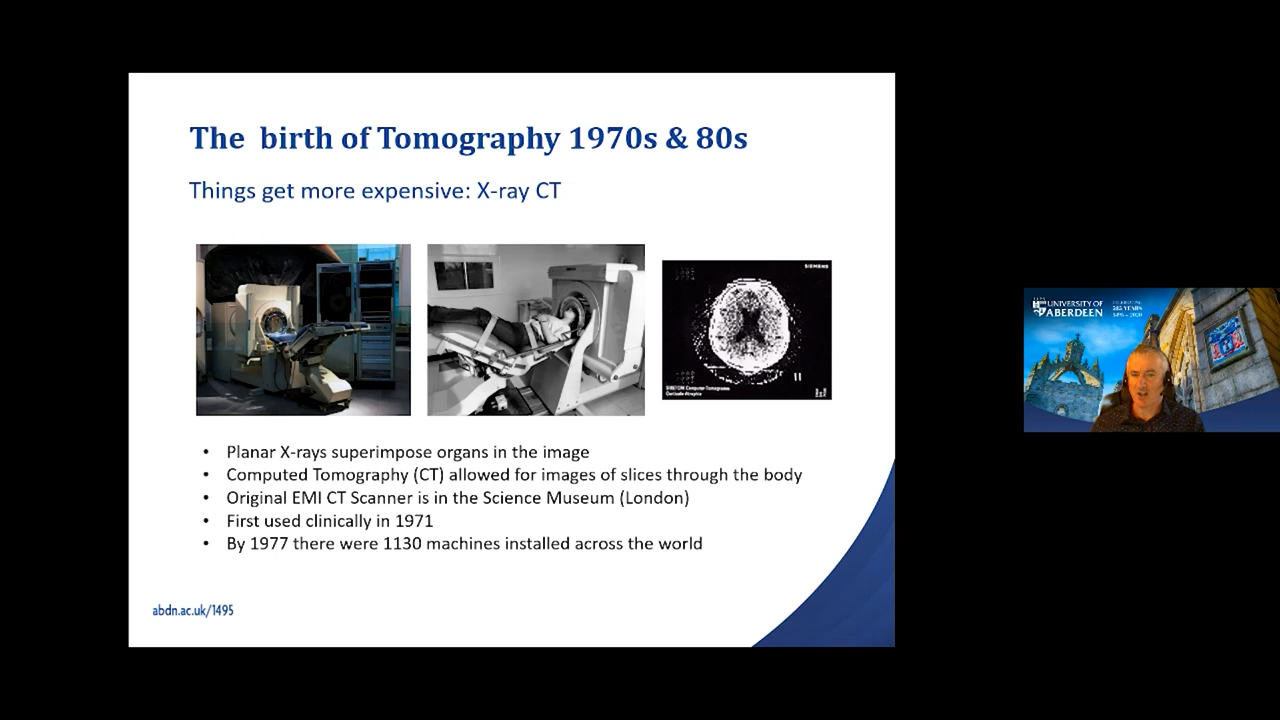 The  birth of Tomography 1970s & 80s
Things get more expensive: X-ray CT
SIEMENS
• Planar X-rays superimpose organs in the image
• Computed Tomography (CT) allowed for images of slices through the body
• Original EMI CT Scanner is in the Science Museum (London)
• First used clinically in 1971
• By 1977 there were 1130 machines installed across the world
abdn.ac.uk/1495
UNIVERSITY OF
ABERDEEN